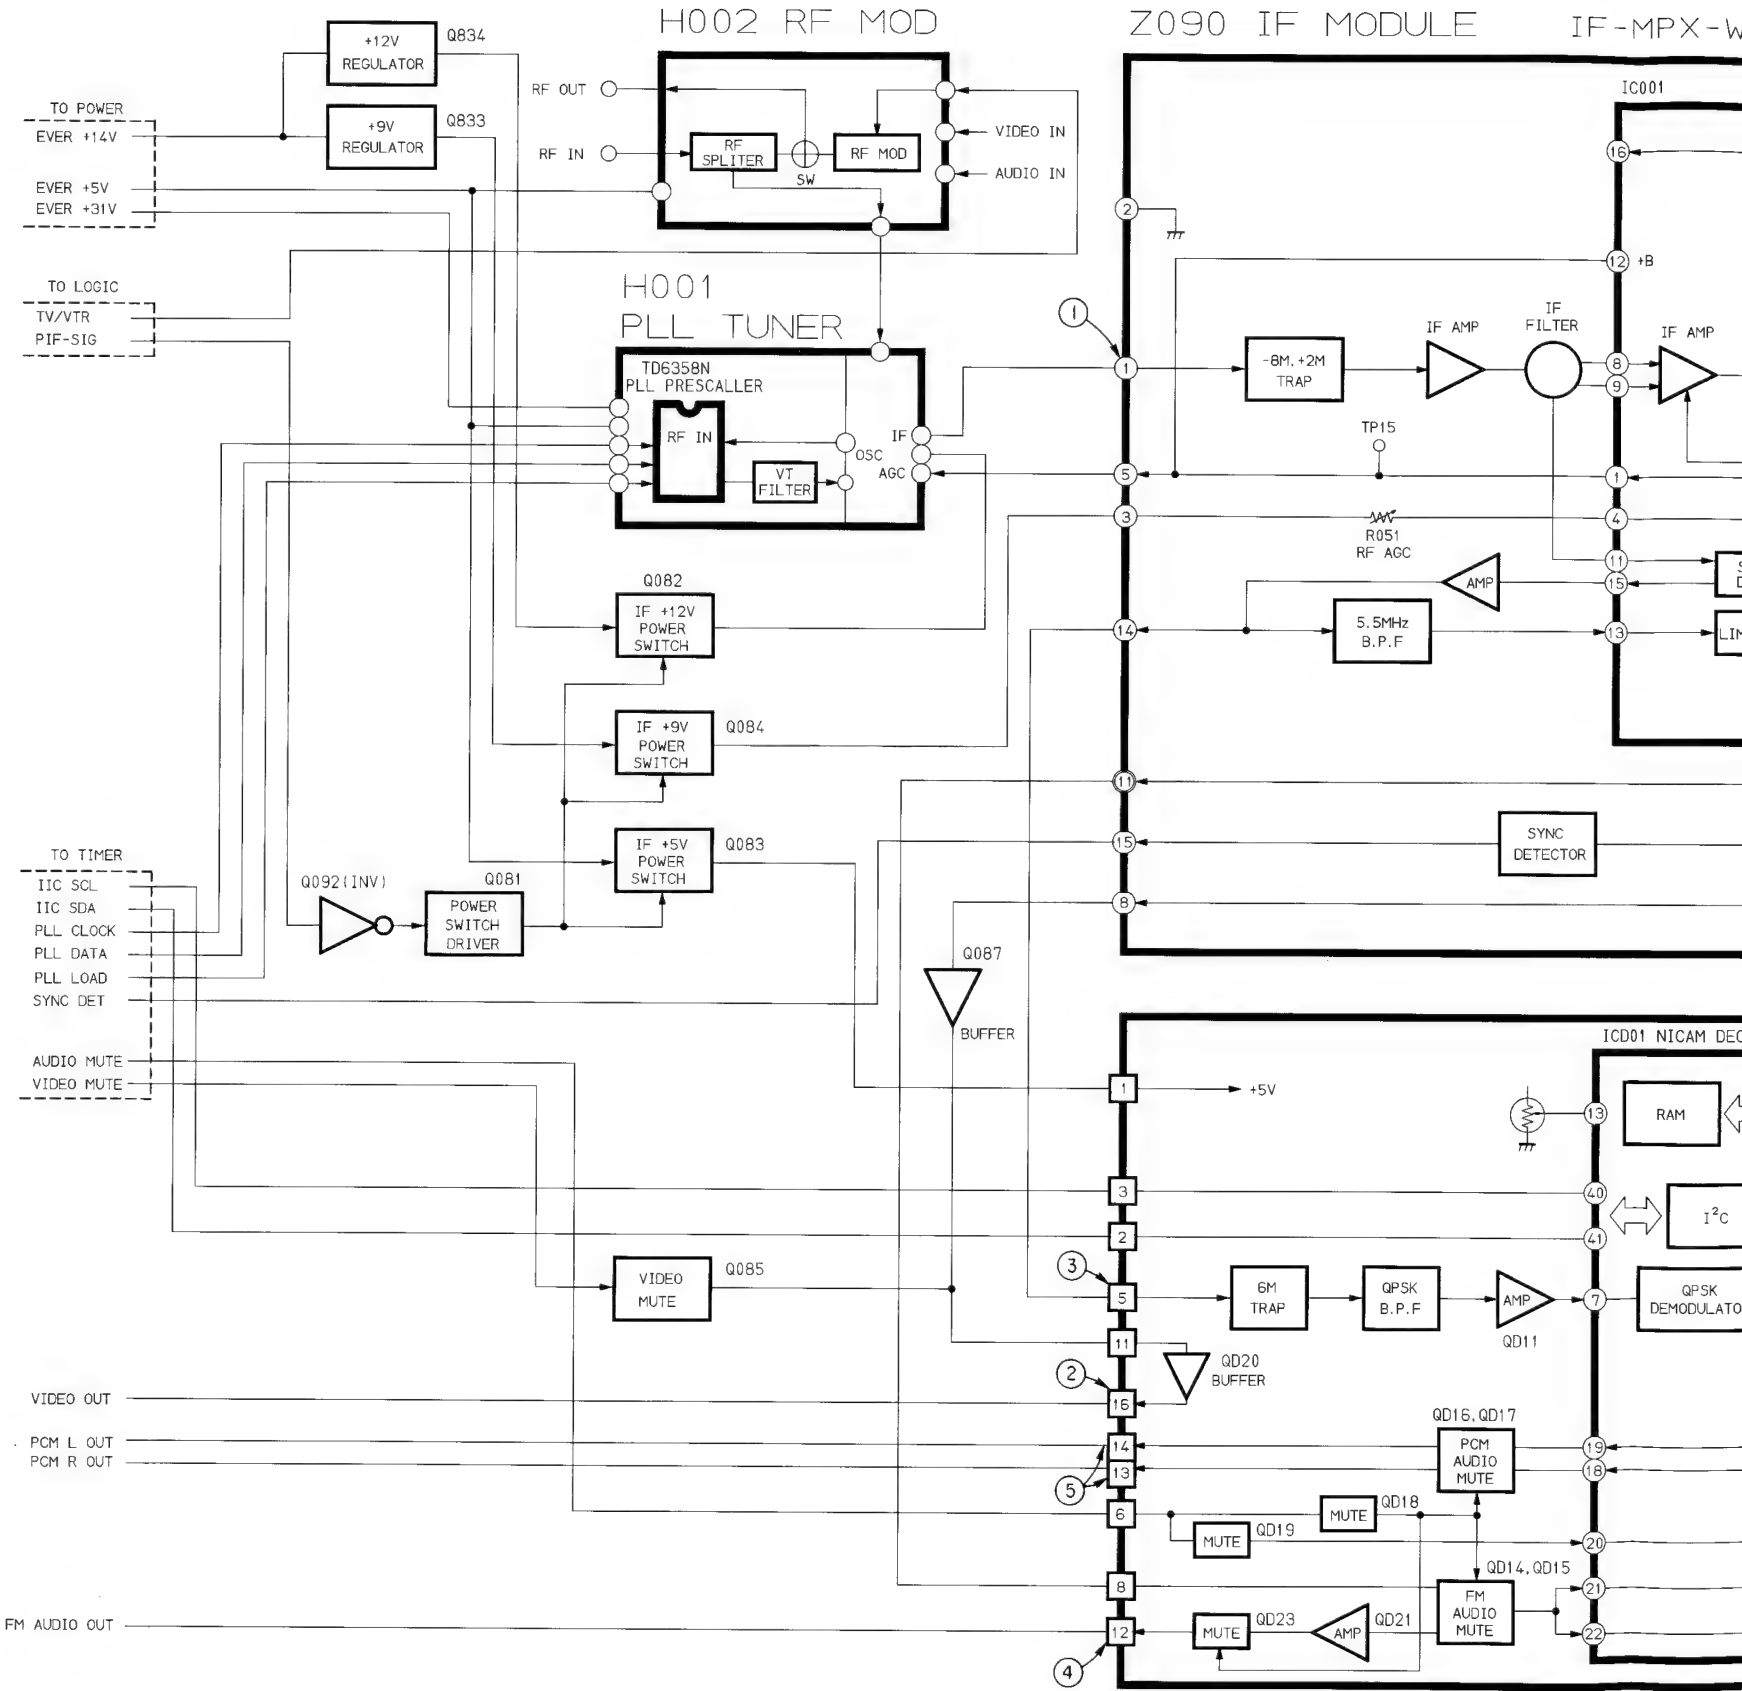 H002 RF MOD
Z090 IF MODULE
IF-MPX-W
+12V
REGULATOR
Q834
+9V
REGULATOR
Q833
TO POWER
EVER +14V
EVER +5V
EVER +31V
RF OUT
RF IN
RF
SPLITER
SW
RF MOD
VIDEO IN
AUDIO IN
IC001
16
2
12
+B
TO LOGIC
TV/VTR
PIF-SIG
H001
PLL TUNER
TD6358N
PLL PRESCALLER
RF IN
VT
FILTER
OSC
IF
AGC
1
1
-8M,+2M
TRAP
IF AMP
IF
FILTER
8
9
IF AMP
TP15
5
1
3
R051
RF AGC
4
11
15
AMP
14
5.5MHz
B.P.F
13
LIM
Q082
IF +12V
POWER
SWITCH
IF +9V
POWER
SWITCH
Q084
IF +5V
POWER
SWITCH
Q083
11
15
SYNC
DETECTOR
8
TO TIMER
IIC SCL
IIC SDA
PLL CLOCK
PLL DATA
PLL LOAD
SYNC DET
AUDIO MUTE
VIDEO MUTE
Q092(INV)
Q081
POWER
SWITCH
DRIVER
Q087
BUFFER
ICD01 NICAM DEC
1
+5V
13
RAM
3
40
2
41
I²C
VIDEO
MUTE
Q085
3
5
6M
TRAP
QPSK
B.P.F
AMP
QD11
7
QPSK
DEMODULATO
11
QD20
BUFFER
2
16
VIDEO OUT
PCM L OUT
PCM R OUT
14
13
5
QD16,QD17
PCM
AUDIO
MUTE
19
18
6
MUTE
QD18
MUTE
QD19
20
8
QD14,QD15
FM
AUDIO
MUTE
21
22
FM AUDIO OUT
12
MUTE
QD23
AMP
QD21
4